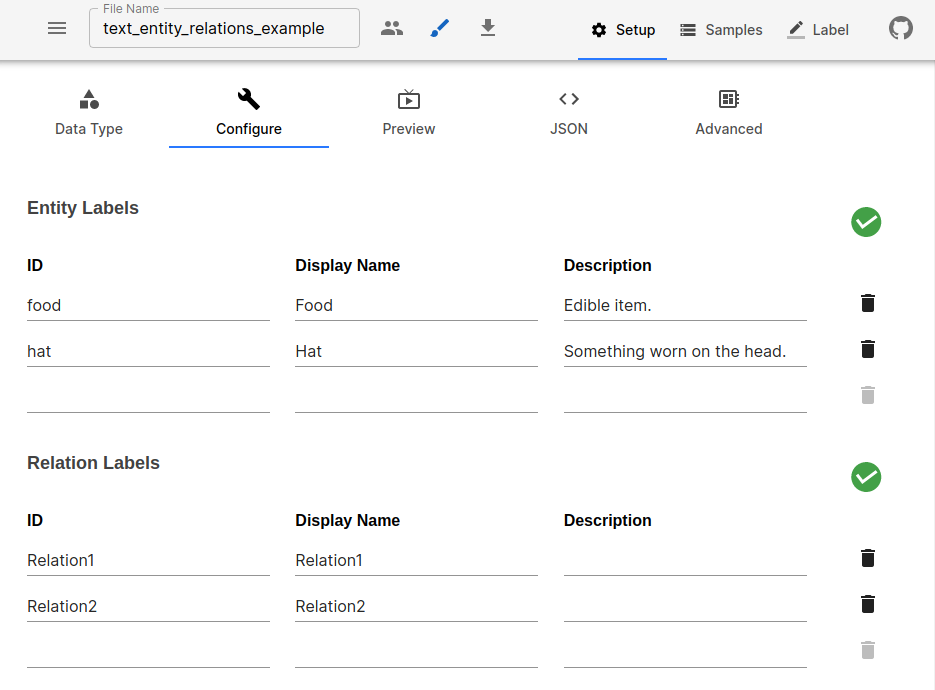 File Name
text_entity_relations_example
Setup Samples Label
Data Type Configure Preview JSON Advanced
Entity Labels
ID Display Name Description
food Food Edible item.
hat Hat Something worn on the head.
Relation Labels
ID Display Name Description
Relation1 Relation1
Relation2 Relation2